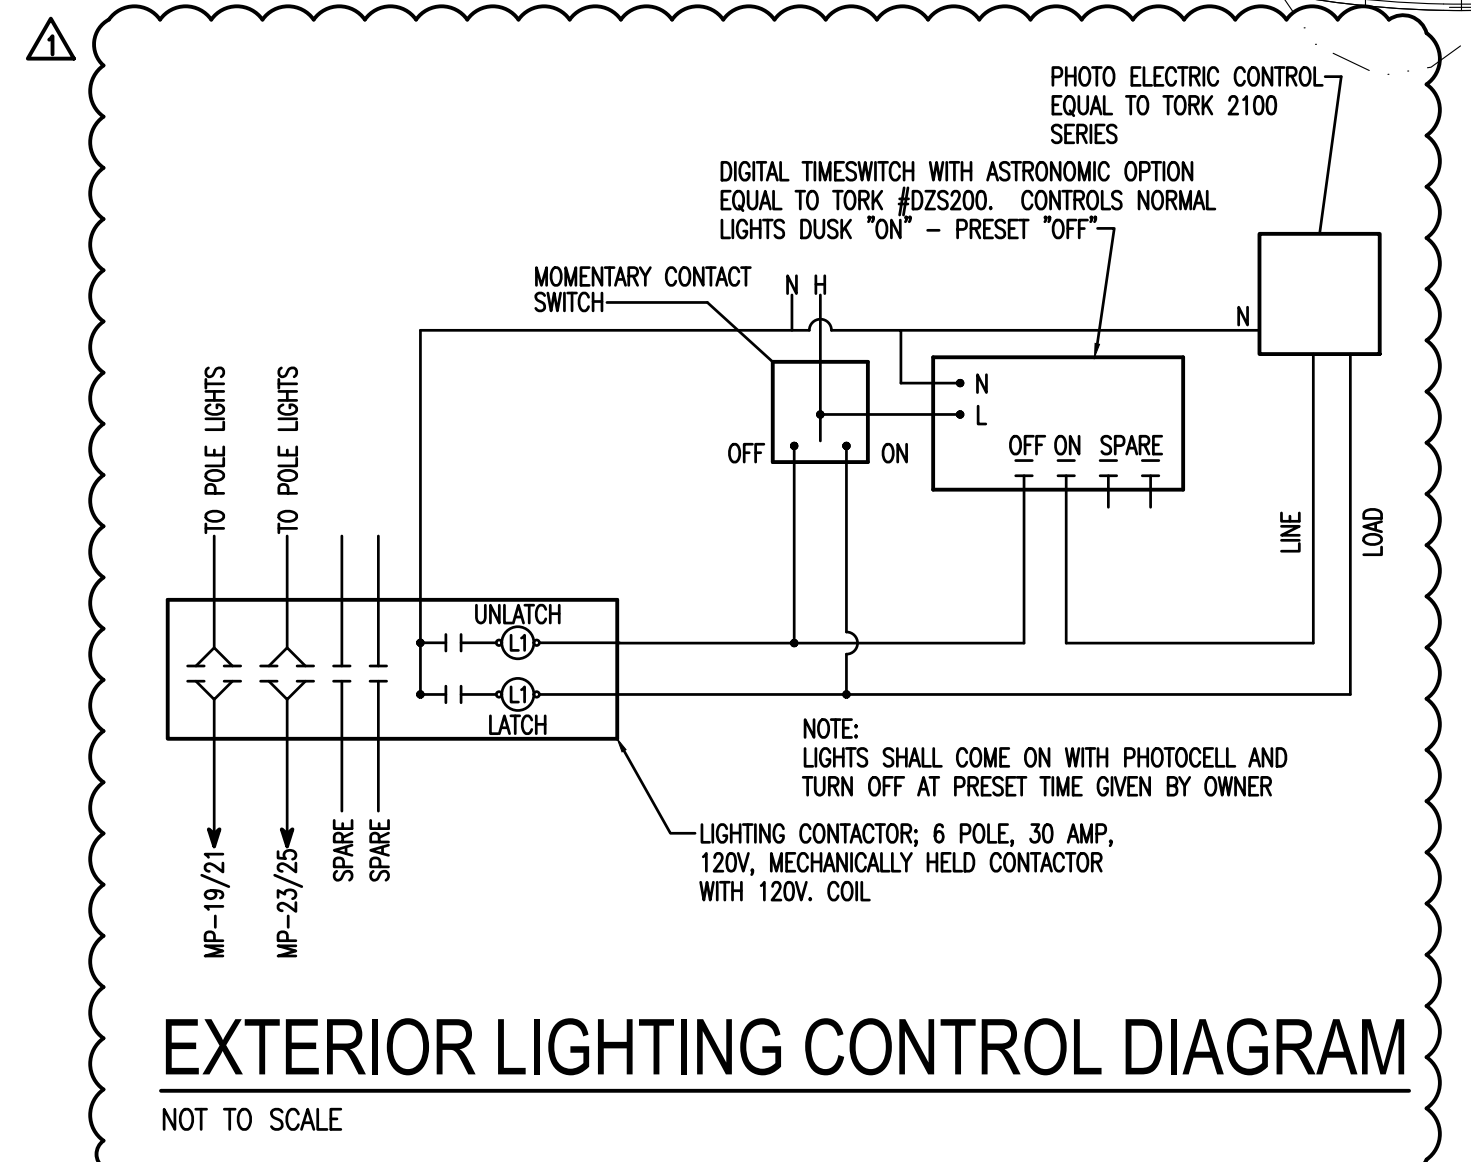 1
PHOTO ELECTRIC CONTROL
EQUAL TO TORK 2100
SERIES
DIGITAL TIMESWITCH WITH ASTRONOMIC OPTION
EQUAL TO TORK #DZS200. CONTROLS NORMAL
LIGHTS DUSK "ON" - PRESET "OFF"
MOMENTARY CONTACT
SWITCH
N H
N
N
L
OFF
ON
OFF ON SPARE
TO POLE LIGHTS
TO POLE LIGHTS
LINE
LOAD
UNLATCH
L1
L1
LATCH
NOTE:
LIGHTS SHALL COME ON WITH PHOTOCELL AND
TURN OFF AT PRESET TIME GIVEN BY OWNER
LIGHTING CONTACTOR; 6 POLE, 30 AMP,
120V, MECHANICALLY HELD CONTACTOR
WITH 120V. COIL
MP-19/21
MP-23/25
SPARE
SPARE
EXTERIOR LIGHTING CONTROL DIAGRAM
NOT TO SCALE